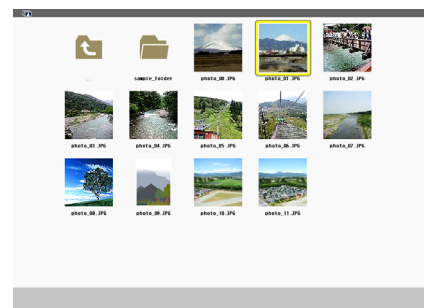 ..
sample_folder
photo_00.JPG
photo_01.JPG
photo_02.JPG
photo_03.JPG
photo_04.JPG
photo_05.JPG
photo_06.JPG
photo_07.JPG
photo_08.JPG
photo_09.JPG
photo_10.JPG
photo_11.JPG